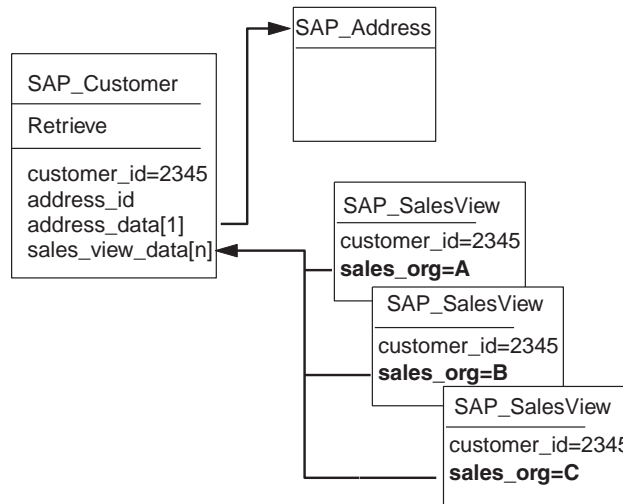 SAP_Address
SAP_Customer
Retrieve
customer_id=2345
address_id
address_data[1]
sales_view_data[n]
SAP_SalesView
customer_id=2345
sales_org=A
SAP_SalesView
customer_id=2345
sales_org=B
SAP_SalesView
customer_id=2345
sales_org=C